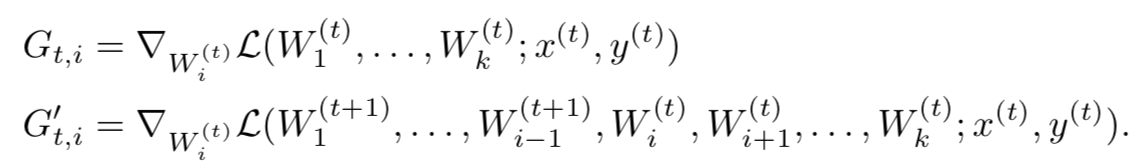 G_{t,i} = ∇_{W_i^{(t)}} ℒ(W_1^{(t)}, …, W_k^{(t)}; x^{(t)}, y^{(t)})
G′_{t,i} = ∇_{W_i^{(t)}} ℒ(W_1^{(t+1)}, …, W_{i−1}^{(t+1)}, W_i^{(t)}, W_{i+1}^{(t)}, …, W_k^{(t)}; x^{(t)}, y^{(t)}).